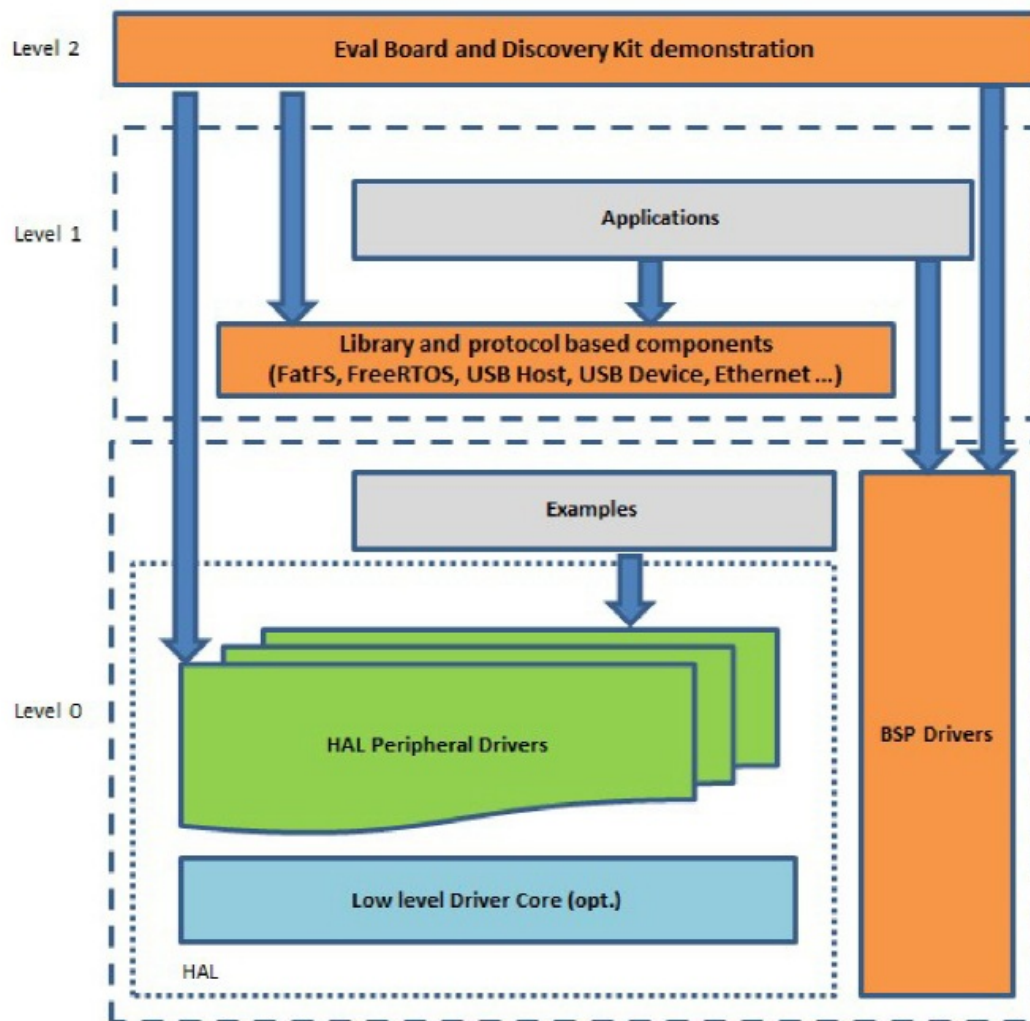 Level 2
Eval Board and Discovery Kit demonstration
Level 1
Applications
Library and protocol based components
(FatFS, FreeRTOS, USB Host, USB Device, Ethernet ...)
Examples
Level 0
HAL Peripheral Drivers
BSP Drivers
Low level Driver Core (opt.)
HAL